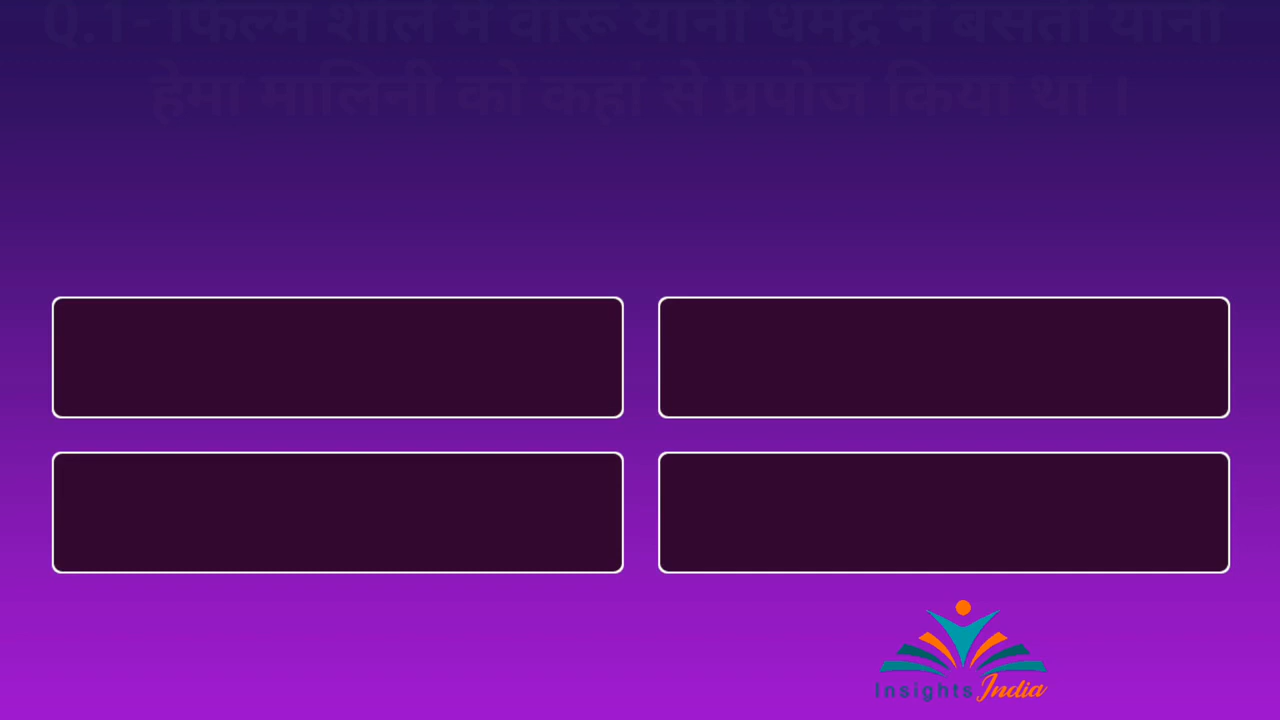 Q.1- फिल्म शोले में वीरू यानी धर्मेंद्र ने बसंती यानी
हेमा मालिनी को कहां से प्रपोज किया था ।
Insights India